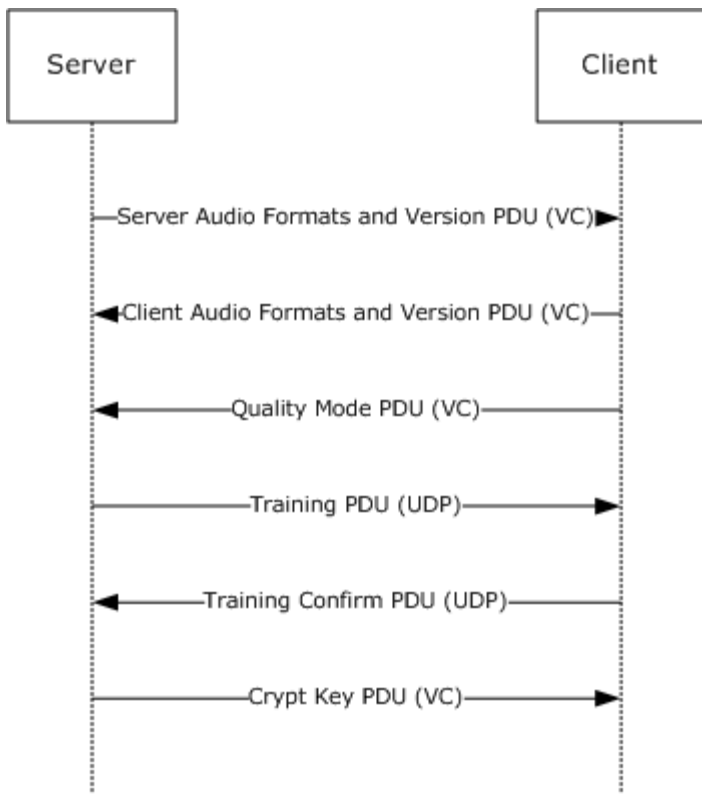 Server
Client
Server Audio Formats and Version PDU (VC)
Client Audio Formats and Version PDU (VC)
Quality Mode PDU (VC)
Training PDU (UDP)
Training Confirm PDU (UDP)
Crypt Key PDU (VC)